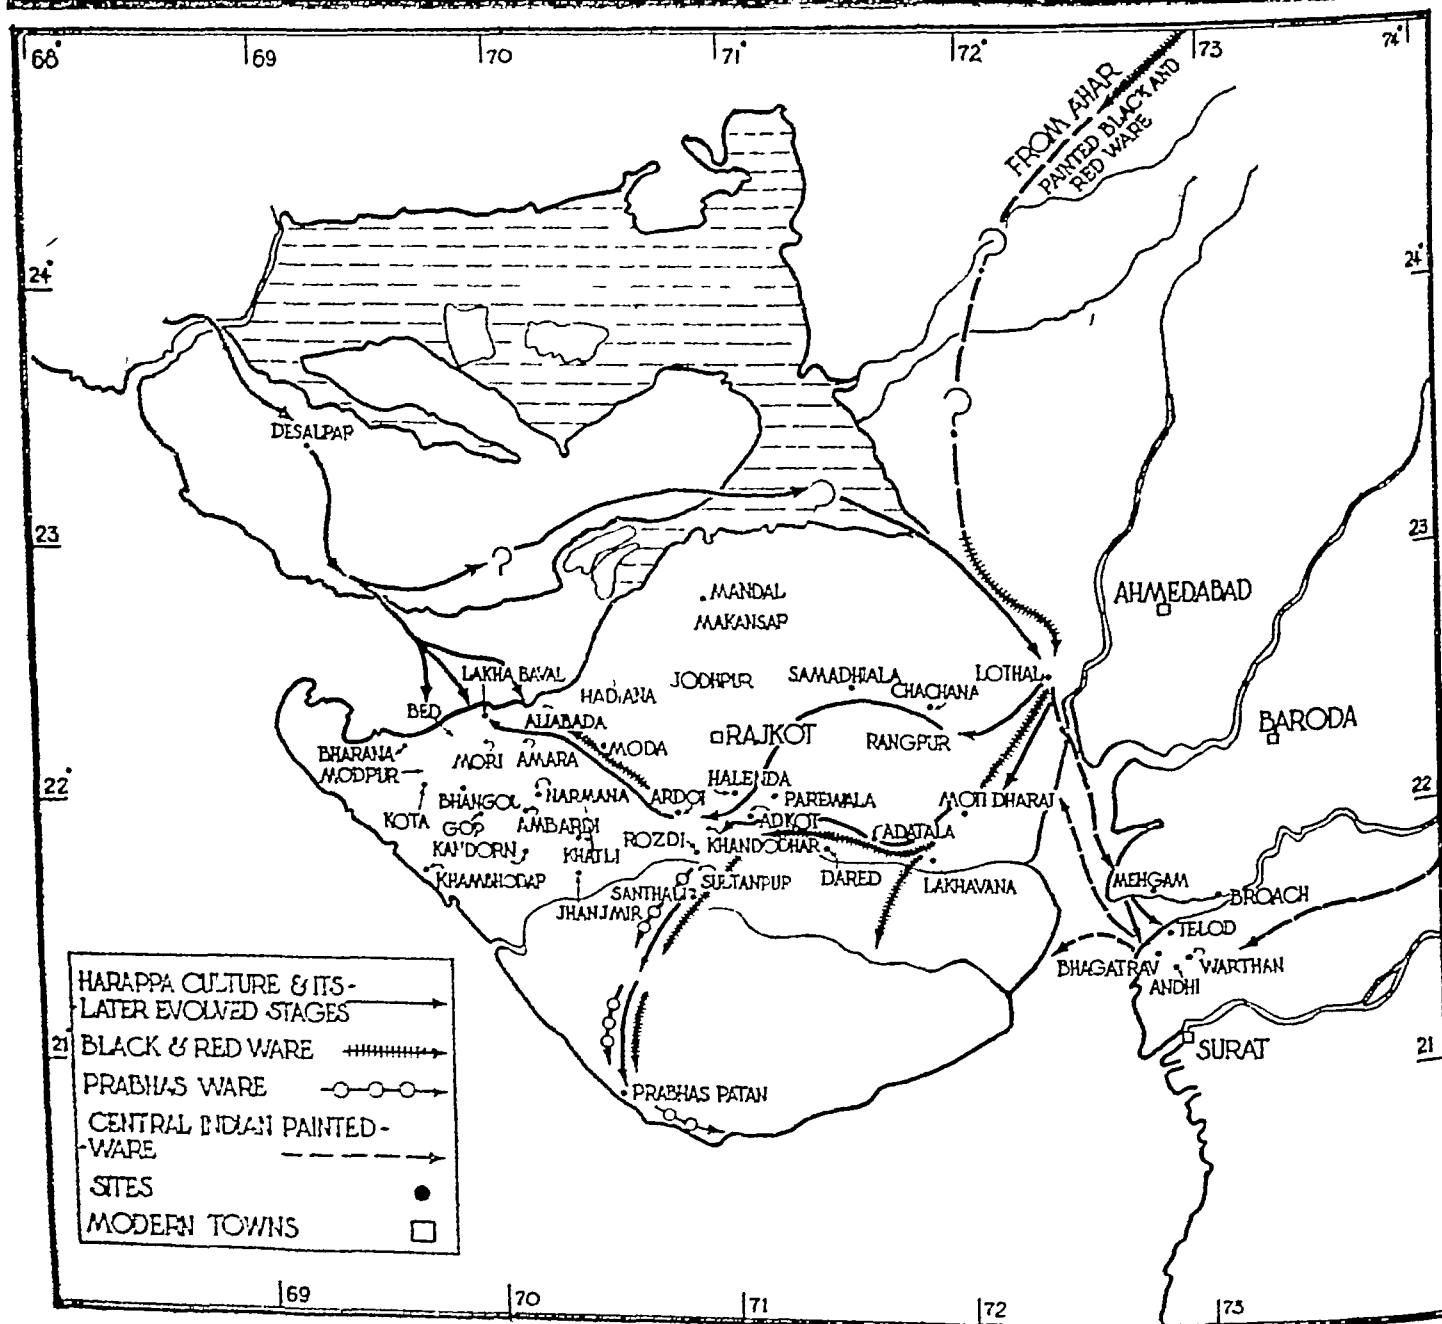 68°
69
70
71°
72°
73
74°
FROM AHAR
PAINTED BLACK AND
RED WARE
24°
24°
DESALPAR
?
?
?
?
23
23
MANDAL
MAKANSAR
AHMEDABAD
LAKHA BAVAL
HADIANA
JODHPUR
SAMADHIALA
CHACHANA
LOTHAL
BED
ALIABADA
RAJKOT
RANGPUR
BARODA
BHARANA
MODPUR
MORI
AMARA
MODA
22°
22
HALENDA
BHANGOL
NARMANA
ARDOI
PAREWALA
MOTI DHARAI
KOTA
GOP
AMBARDI
ROZDI
ADKOT
KHANDODHAR
ADATALA
KANDORN
KHATLI
KHAMBHODAR
SANTHALI
SULTANPUR
DARED
LAKHAVANA
MEHGAM
BROACH
JHANJMIR
TELOD
BHAGATRAV
WARTHAN
ANDHI
HARAPPA CULTURE & ITS-
LATER EVOLVED STAGES
BLACK & RED WARE
PRABHAS WARE
CENTRAL INDIAN PAINTED-
-WARE
SITES
MODERN TOWNS
21
21
SURAT
PRABHAS PATAN
69
70
71
72
73